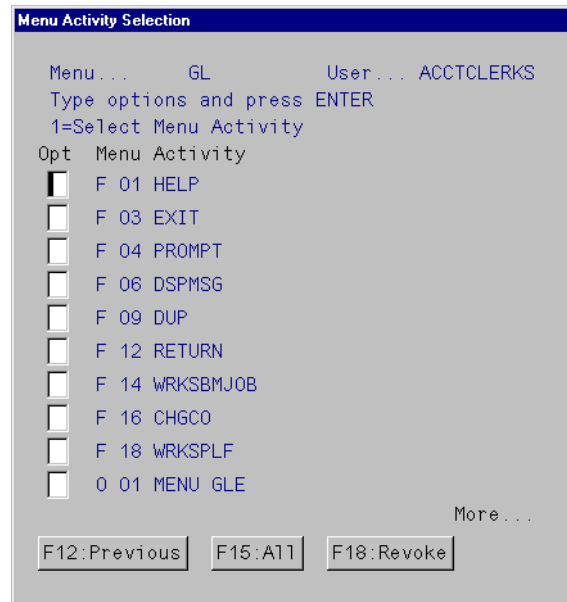 Menu Activity Selection
Menu... GL User... ACCTCLERKS
Type options and press ENTER
1=Select Menu Activity
Opt Menu Activity
F 01 HELP
F 03 EXIT
F 04 PROMPT
F 06 DSPMSG
F 09 DUP
F 12 RETURN
F 14 WRKSBMJOB
F 16 CHGCO
F 18 WRKSPLF
O 01 MENU GLE
More...
F12:Previous F15:All F18:Revoke